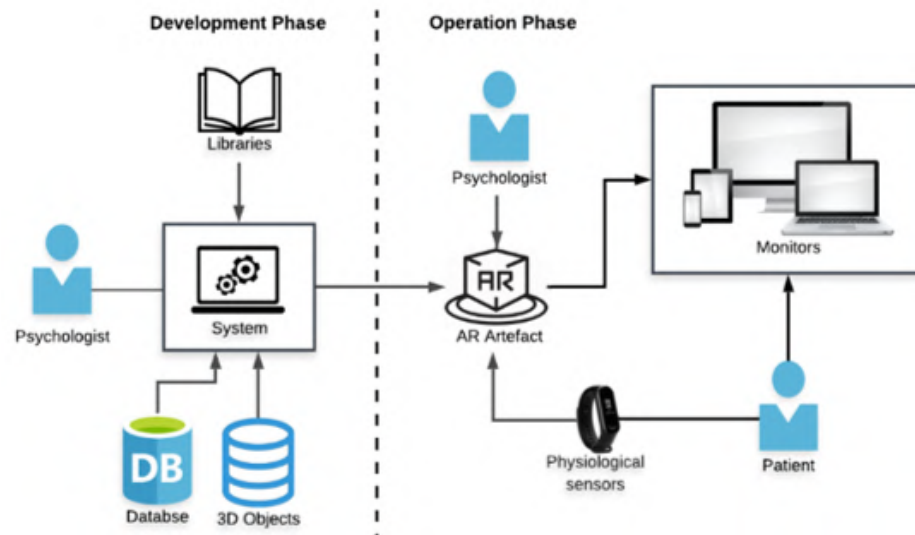 Development Phase
Operation Phase
Libraries
Psychologist
Monitors
Psychologist
System
AR
AR Artefact
DB
Databse
3D Objects
Physiological
sensors
Patient